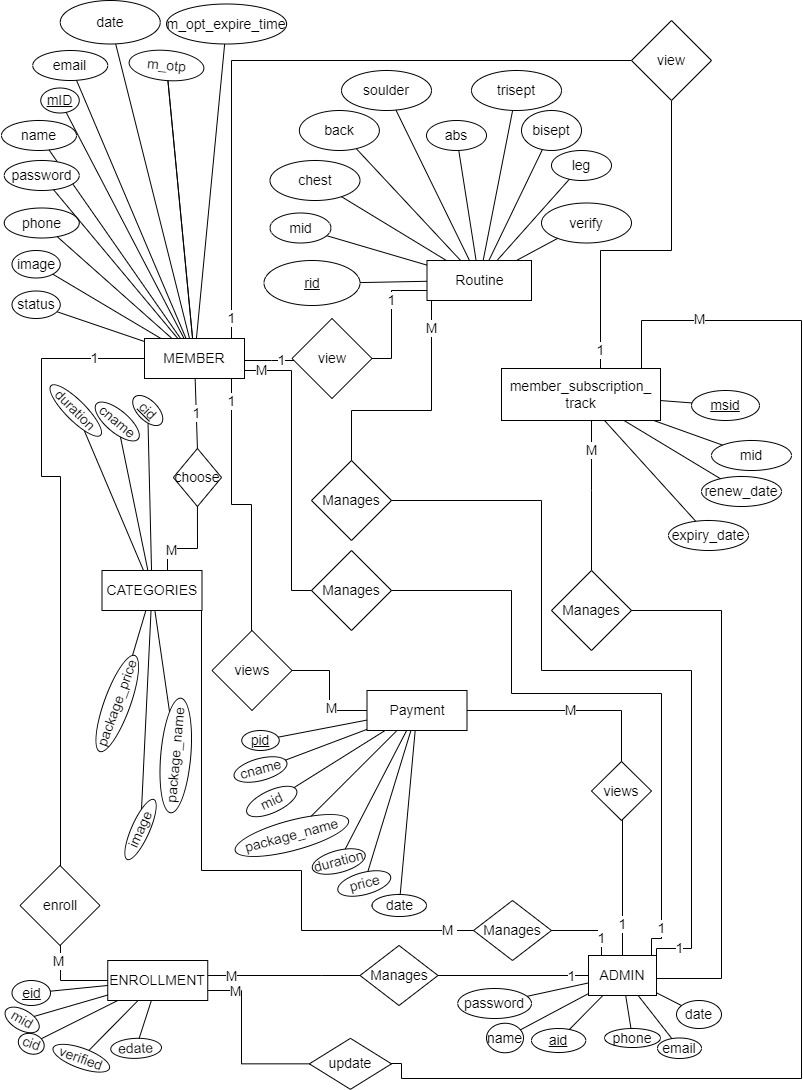 date
m_opt_expire_time
email
m_otp
mID
name
password
phone
image
status
MEMBER
view
soulder
trisept
back
abs
bisept
leg
chest
mid
verify
rid
Routine
1
view
1
1
M
M
1
M
1
member_subscription_
track
msid
mid
renew_date
expiry_date
M
1
1
1
duration
cname
cid
choose
M
CATEGORIES
package_price
package_name
image
Manages
Manages
Manages
views
M
Payment
M
pid
cname
mid
package_name
duration
price
date
views
1
enroll
M
ENROLLMENT
M
M
eid
mid
cid
verified
edate
M
Manages
1
Manages
1
1
1
ADMIN
password
name
aid
phone
email
date
update